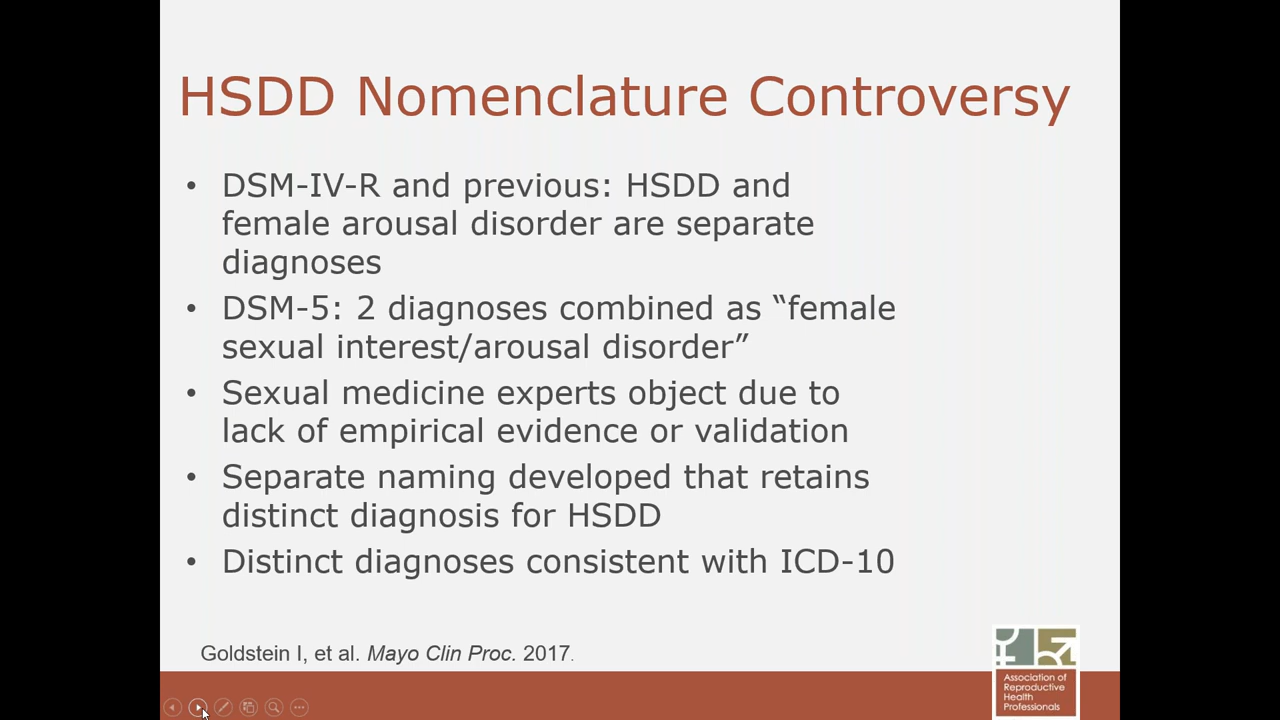 HSDD Nomenclature Controversy
• DSM-IV-R and previous: HSDD and
female arousal disorder are separate
diagnoses
• DSM-5: 2 diagnoses combined as “female
sexual interest/arousal disorder”
• Sexual medicine experts object due to
lack of empirical evidence or validation
• Separate naming developed that retains
distinct diagnosis for HSDD
• Distinct diagnoses consistent with ICD-10
Goldstein I, et al. Mayo Clin Proc. 2017.
Association of
Reproductive
Health
Professionals